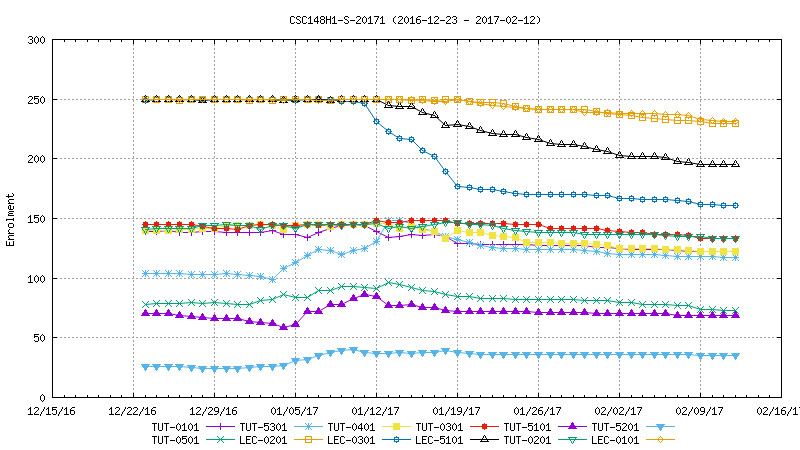 CSC148H1-S-20171 (2016-12-23 - 2017-02-12)
300
250
200
150
100
50
0
Enrolment
12/15/16 12/22/16 12/29/16 01/05/17 01/12/17 01/19/17 01/26/17 02/02/17 02/09/17 02/16/17
TUT-0101 TUT-5301 TUT-0401 TUT-0301 TUT-5101 TUT-5201
TUT-0501 LEC-0201 LEC-0301 LEC-5101 TUT-0201 LEC-0101